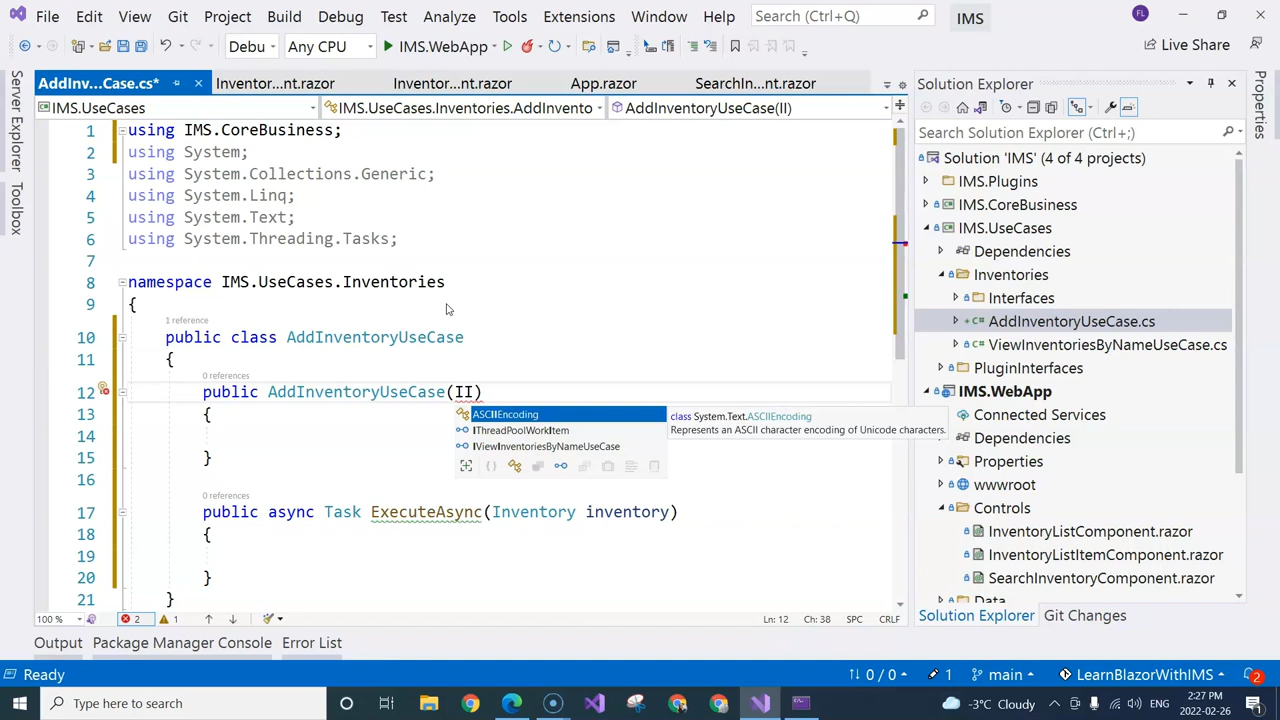 File Edit View Git Project Build Debug Test Analyze Tools Extensions Window Help Search (Ctrl+Q) IMS FL
Debu Any CPU IMS.WebApp Live Share
Server Explorer
Toolbox
AddInv...Case.cs* Inventor...nt.razor Inventor...nt.razor App.razor SearchIn...nt.razor
IMS.UseCases IMS.UseCases.Inventories.AddInvento AddInventoryUseCase(II)
1 using IMS.CoreBusiness;
2 using System;
3 using System.Collections.Generic;
4 using System.Linq;
5 using System.Text;
6 using System.Threading.Tasks;
7
8 namespace IMS.UseCases.Inventories
9 {
1 reference
10 public class AddInventoryUseCase
11 {
0 references
12 public AddInventoryUseCase(II)
13 {
14
15 }
16
0 references
17 public async Task ExecuteAsync(Inventory inventory)
18 {
19
20 }
21 }
ASCIIEncoding
IThreadPoolWorkItem
IViewInventoriesByNameUseCase
class System.Text.ASCIIEncoding
Represents an ASCII character encoding of Unicode characters.
100 % 2 1 Ln: 12 Ch: 38 SPC CRLF
Solution Explorer
Search Solution Explorer (Ctrl+;)
Solution 'IMS' (4 of 4 projects)
IMS.Plugins
IMS.CoreBusiness
IMS.UseCases
Dependencies
Inventories
Interfaces
AddInventoryUseCase.cs
ViewInventoriesByNameUseCase.cs
PluginInterfaces
IMS.WebApp
Connected Services
Dependencies
Properties
wwwroot
Controls
InventoryListComponent.razor
InventoryListItemComponent.razor
SearchInventoryComponent.razor
Data
Solution Explorer Git Changes
Properties
Output Package Manager Console Error List
Ready 0 / 0 1 main LearnBlazorWithIMS 2
Type here to search -3°C Cloudy ENG 2:27 PM
2022-02-26 1